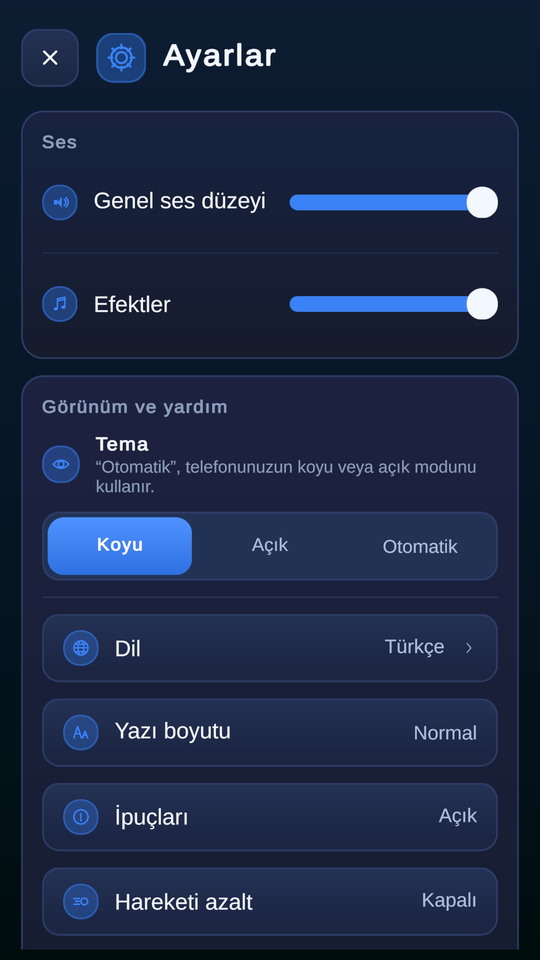 Ayarlar
Ses
Genel ses düzeyi
Efektler
Görünüm ve yardım
Tema
“Otomatik”, telefonunuzun koyu veya açık modunu
kullanır.
Koyu Açık Otomatik
Dil Türkçe
Yazı boyutu Normal
İpuçları Açık
Hareketi azalt Kapalı